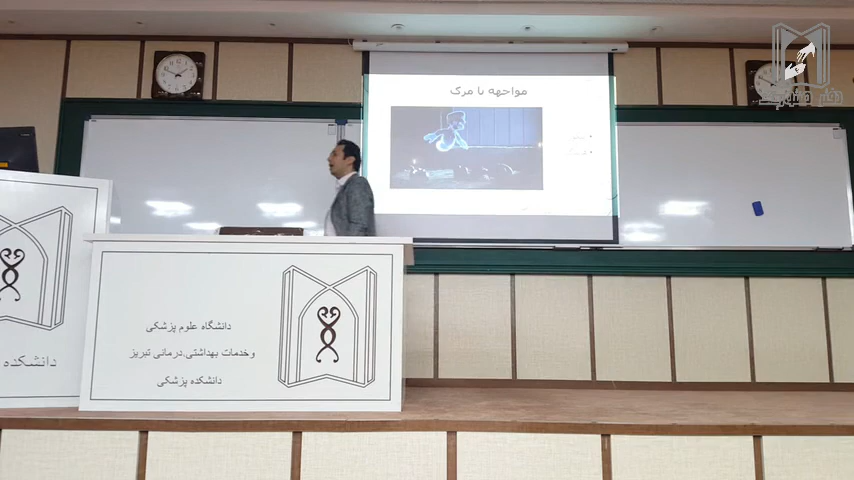 مواجهه با مرگ
دانشگاه علوم پزشکی
وخدمات بهداشتی.درمانی تبریز
دانشکده پزشکی
دانشکده